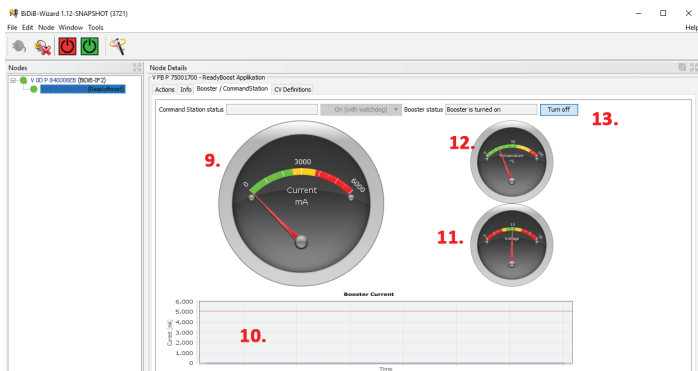 BiDiB-Wizard 1.12-SNAPSHOT (3721)
File Edit Node Window Tools Help
Nodes
Node Details
V 0D P 840006EB (BiDiB-IF2)
(ReadyBoost)
V FB P 75001700 - ReadyBoost Applikation
Actions Info Booster / CommandStation CV Definitions
Command Station status On (with watchdog) Booster status Booster is turned on Turn off
13.
9.
12.
0 3000 6000
Current
mA
Temperature
°C
11.
Voltage
Booster Current
6.000
5.000
4.000
3.000
2.000
1.000
0
10.
Time